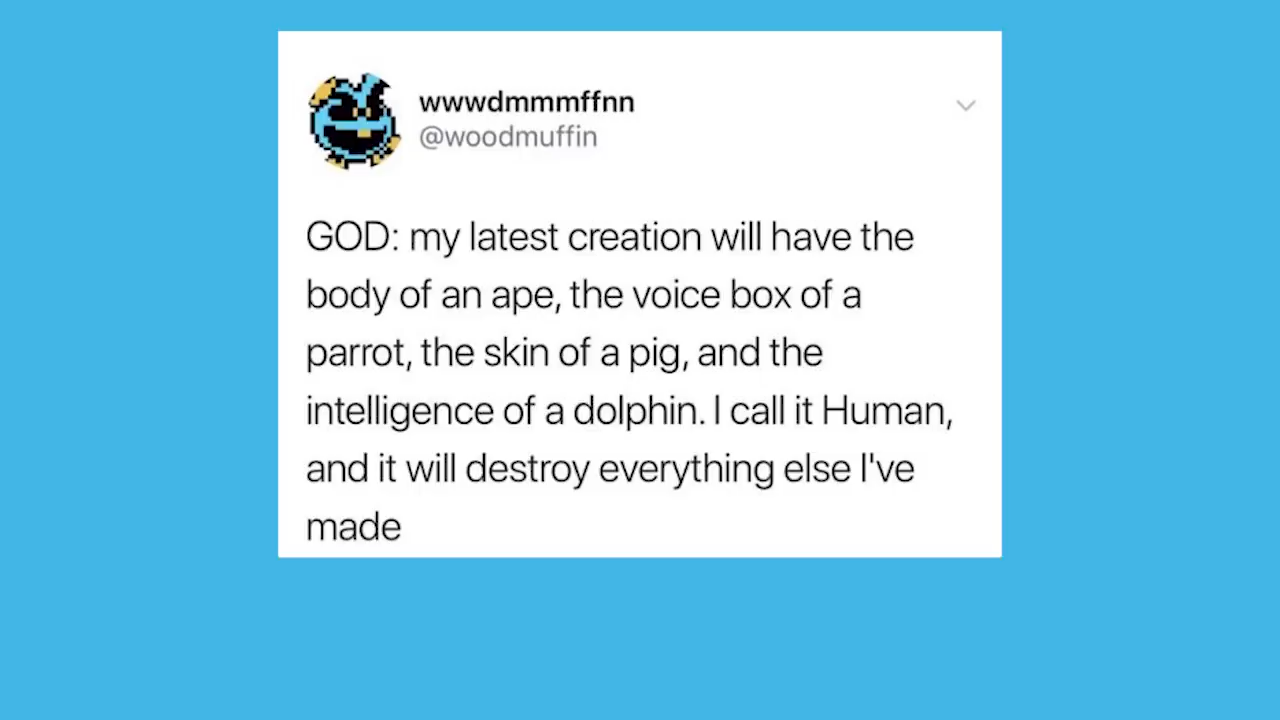 wwwdmmmffnn
@woodmuffin
GOD: my latest creation will have the
body of an ape, the voice box of a
parrot, the skin of a pig, and the
intelligence of a dolphin. I call it Human,
and it will destroy everything else I've
made